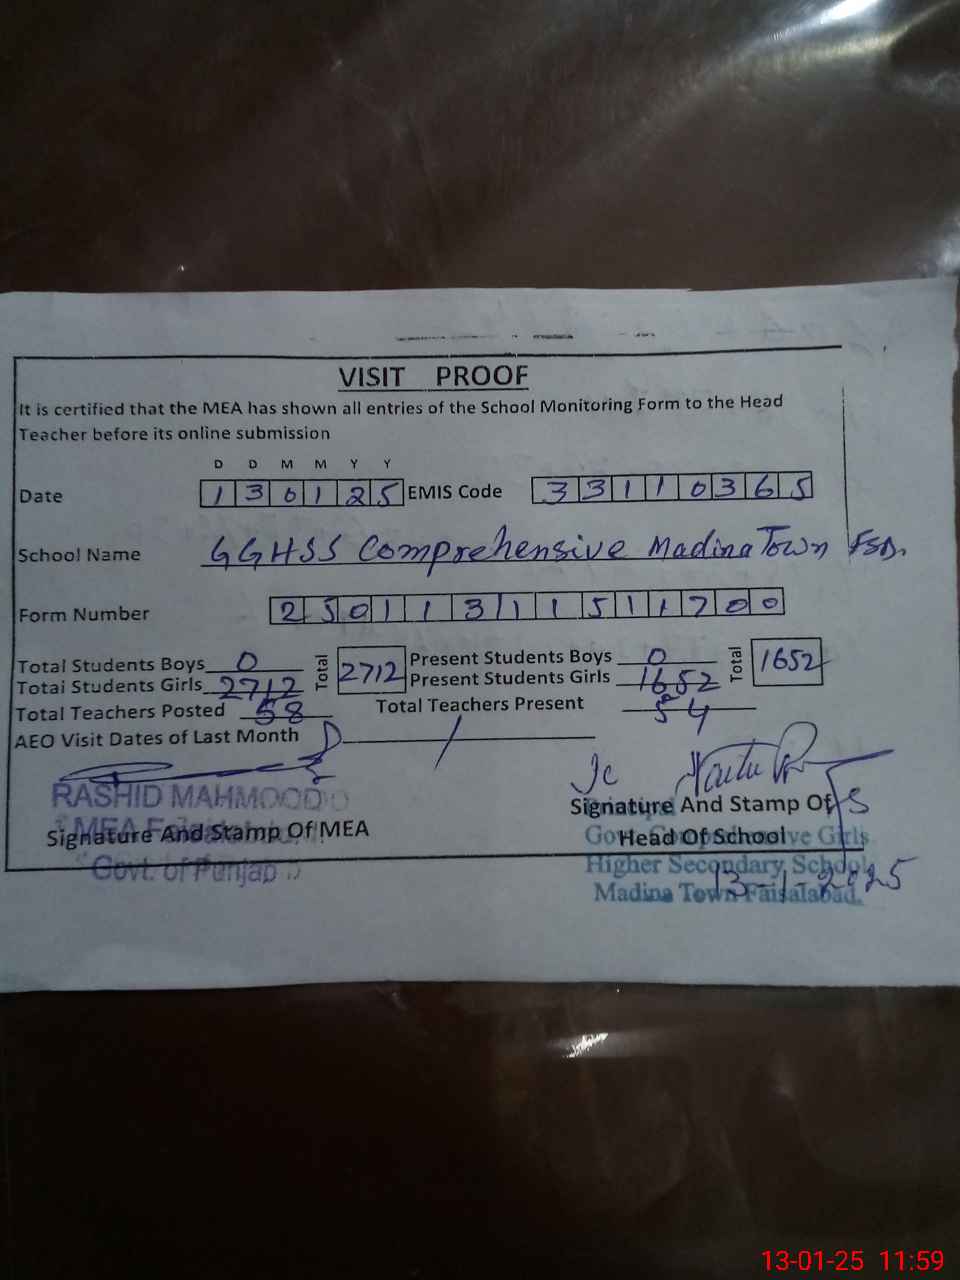 VISIT PROOF
It is certified that the MEA has shown all entries of the School Monitoring Form to the Head
Teacher before its online submission
D D M M Y Y
Date 1 3 0 1 2 5 EMIS Code 3 3 1 1 0 3 6 5
School Name GGHSS Comprehensive Madina Town FSD.
Form Number 2 5 0 1 1 3 1 1 5 1 1 7 0 0
Total Students Boys 0 Total 2712 Present Students Boys 0 Total 1652
Total Students Girls 2712 Present Students Girls 1652
Total Teachers Posted 58 Total Teachers Present 54
AEO Visit Dates of Last Month
RASHID MAHMOOD
Signature And Stamp Of MEA
MEA Faisalabad
Govt. of Punjab
Signature And Stamp Of
Head Of School
Principal
Govt. Comprehensive Girls
Higher Secondary School
Madina Town Faisalabad.
13-1-2025
13-01-25 11:59